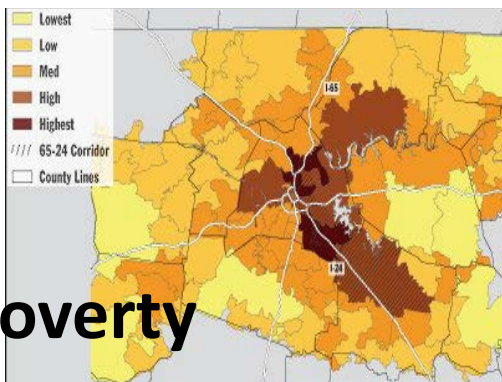 Lowest
Low
Med
High
Highest
65-24 Corridor
County Lines
I-65
I-24
overty